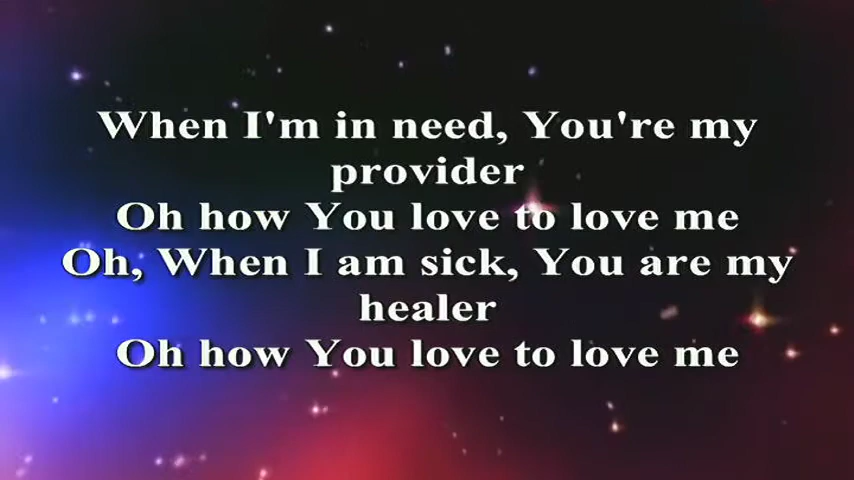 When I'm in need, You're my
provider
Oh how You love to love me
Oh, When I am sick, You are my
healer
Oh how You love to love me